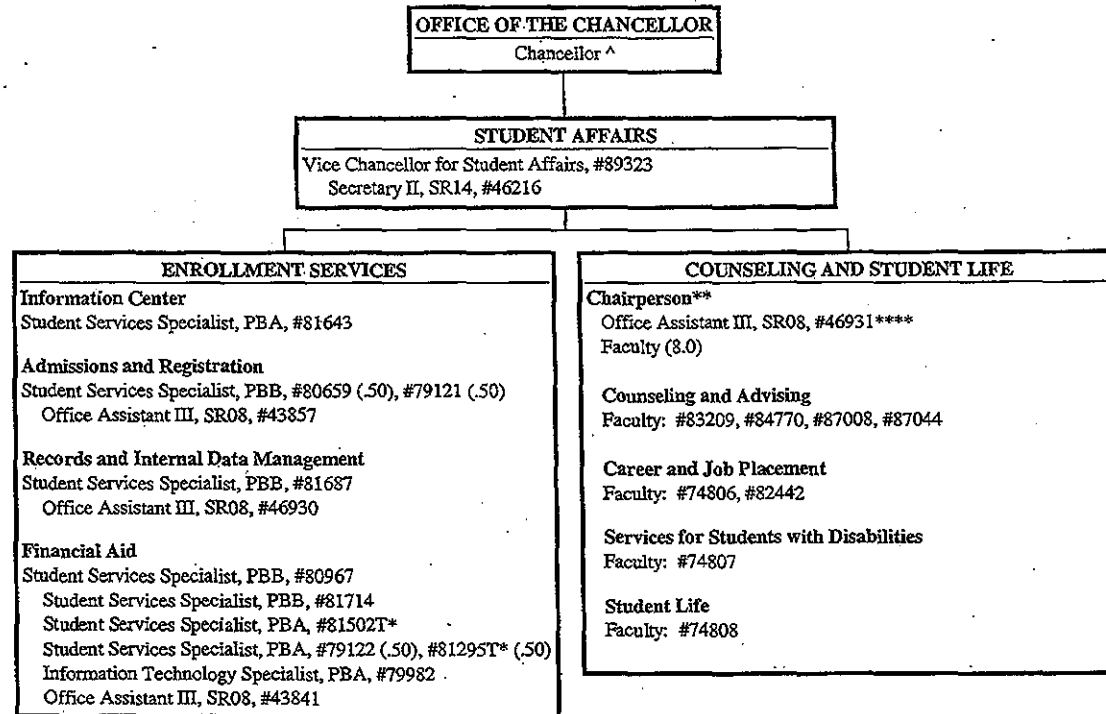 OFFICE OF THE CHANCELLOR
Chancellor ^
STUDENT AFFAIRS
Vice Chancellor for Student Affairs, #89323
Secretary II, SR14, #46216
ENROLLMENT SERVICES
Information Center
Student Services Specialist, PBA, #81643
Admissions and Registration
Student Services Specialist, PBB, #80659 (.50), #79121 (.50)
Office Assistant III, SR08, #43857
Records and Internal Data Management
Student Services Specialist, PBB, #81687
Office Assistant III, SR08, #46930
Financial Aid
Student Services Specialist, PBB, #80967
Student Services Specialist, PBB, #81714
Student Services Specialist, PBA, #81502T*
Student Services Specialist, PBA, #79122 (.50), #81295T* (.50)
Information Technology Specialist, PBA, #79982
Office Assistant III, SR08, #43841
COUNSELING AND STUDENT LIFE
Chairperson**
Office Assistant III, SR08, #46931****
Faculty (8.0)
Counseling and Advising
Faculty: #83209, #84770, #87008, #87044
Career and Job Placement
Faculty: #74806, #82442
Services for Students with Disabilities
Faculty: #74807
Student Life
Faculty: #74808